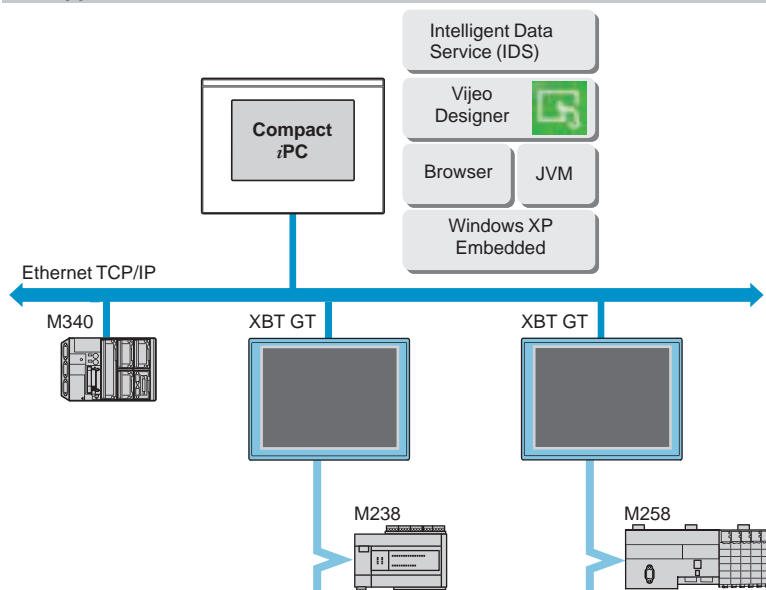 Intelligent Data
Service (IDS)
Vijeo
Designer
Compact
iPC
Browser
JVM
Windows XP
Embedded
Ethernet TCP/IP
M340
XBT GT
XBT GT
M238
M258